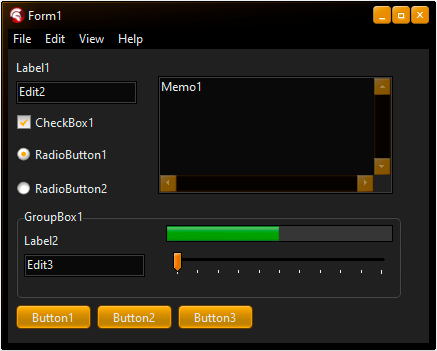 Form1
File Edit View Help
Label1
Edit2
Memo1
CheckBox1
RadioButton1
RadioButton2
GroupBox1
Label2
Edit3
Button1 Button2 Button3